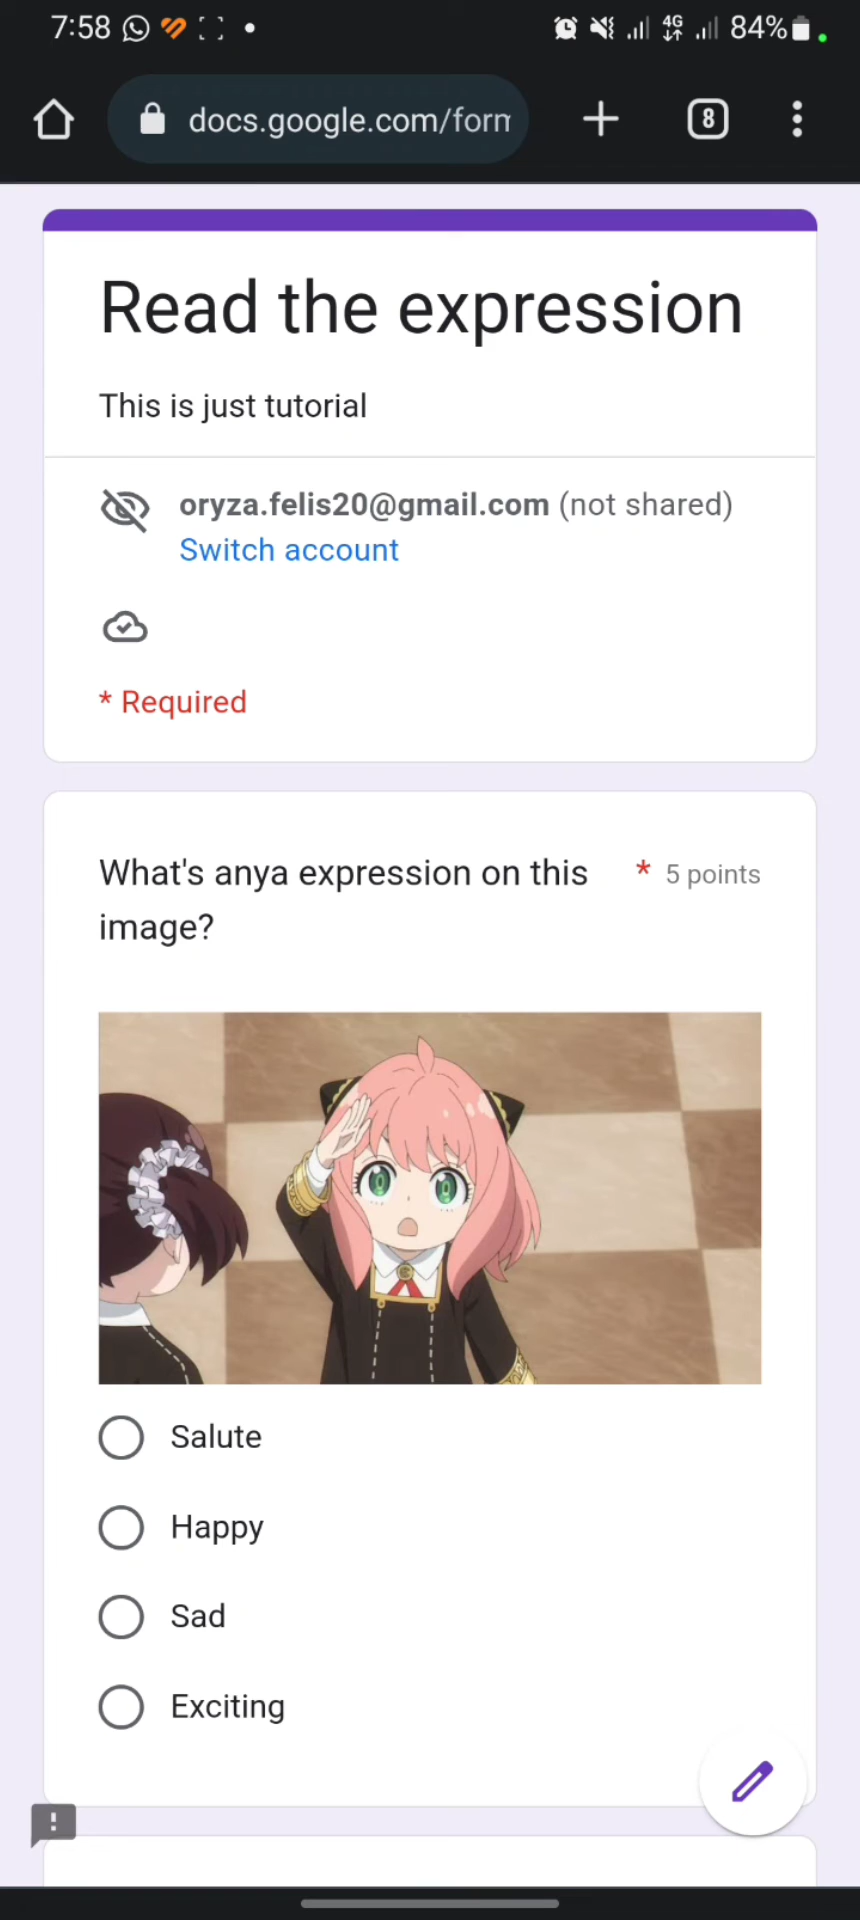 7:58 4G 84%
docs.google.com/form 8
Read the expression
This is just tutorial
oryza.felis20@gmail.com (not shared)
Switch account
* Required
What's anya expression on this * 5 points
image?
Salute
Happy
Sad
Exciting